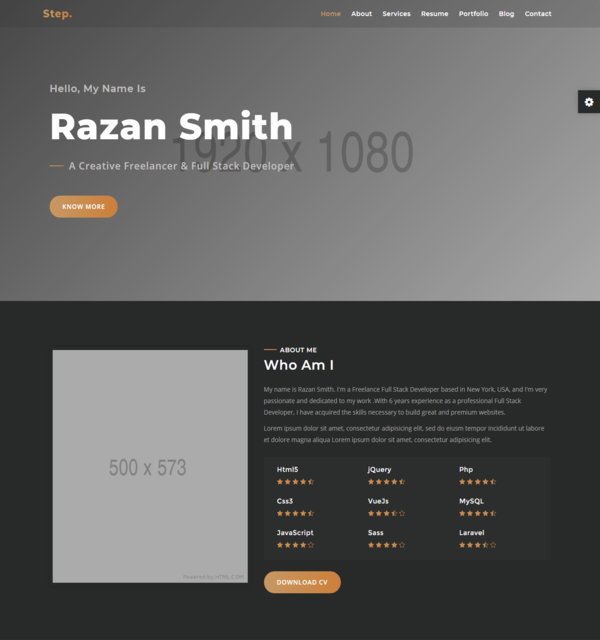 Step.
Home About Services Resume Portfolio Blog Contact
Hello, My Name Is
Razan Smith
1920 x 1080
A Creative Freelancer & Full Stack Developer
KNOW MORE
500 x 573
Powered by HTML.COM
ABOUT ME
Who Am I
My name is Razan Smith, I'm a Freelance Full Stack Developer based in New York, USA, and I'm very
passionate and dedicated to my work .With 6 years experience as a professional Full Stack
Developer, I have acquired the skills necessary to build great and premium websites.
Lorem ipsum dolor sit amet, consectetur adipisicing elit, sed do eiusm tempor incididunt ut labore
et dolore magna aliqua Lorem ipsum dolor sit amet, consectetur adipisicing elit.
Html5 jQuery Php
Css3 VueJs MySQL
JavaScript Sass Laravel
DOWNLOAD CV